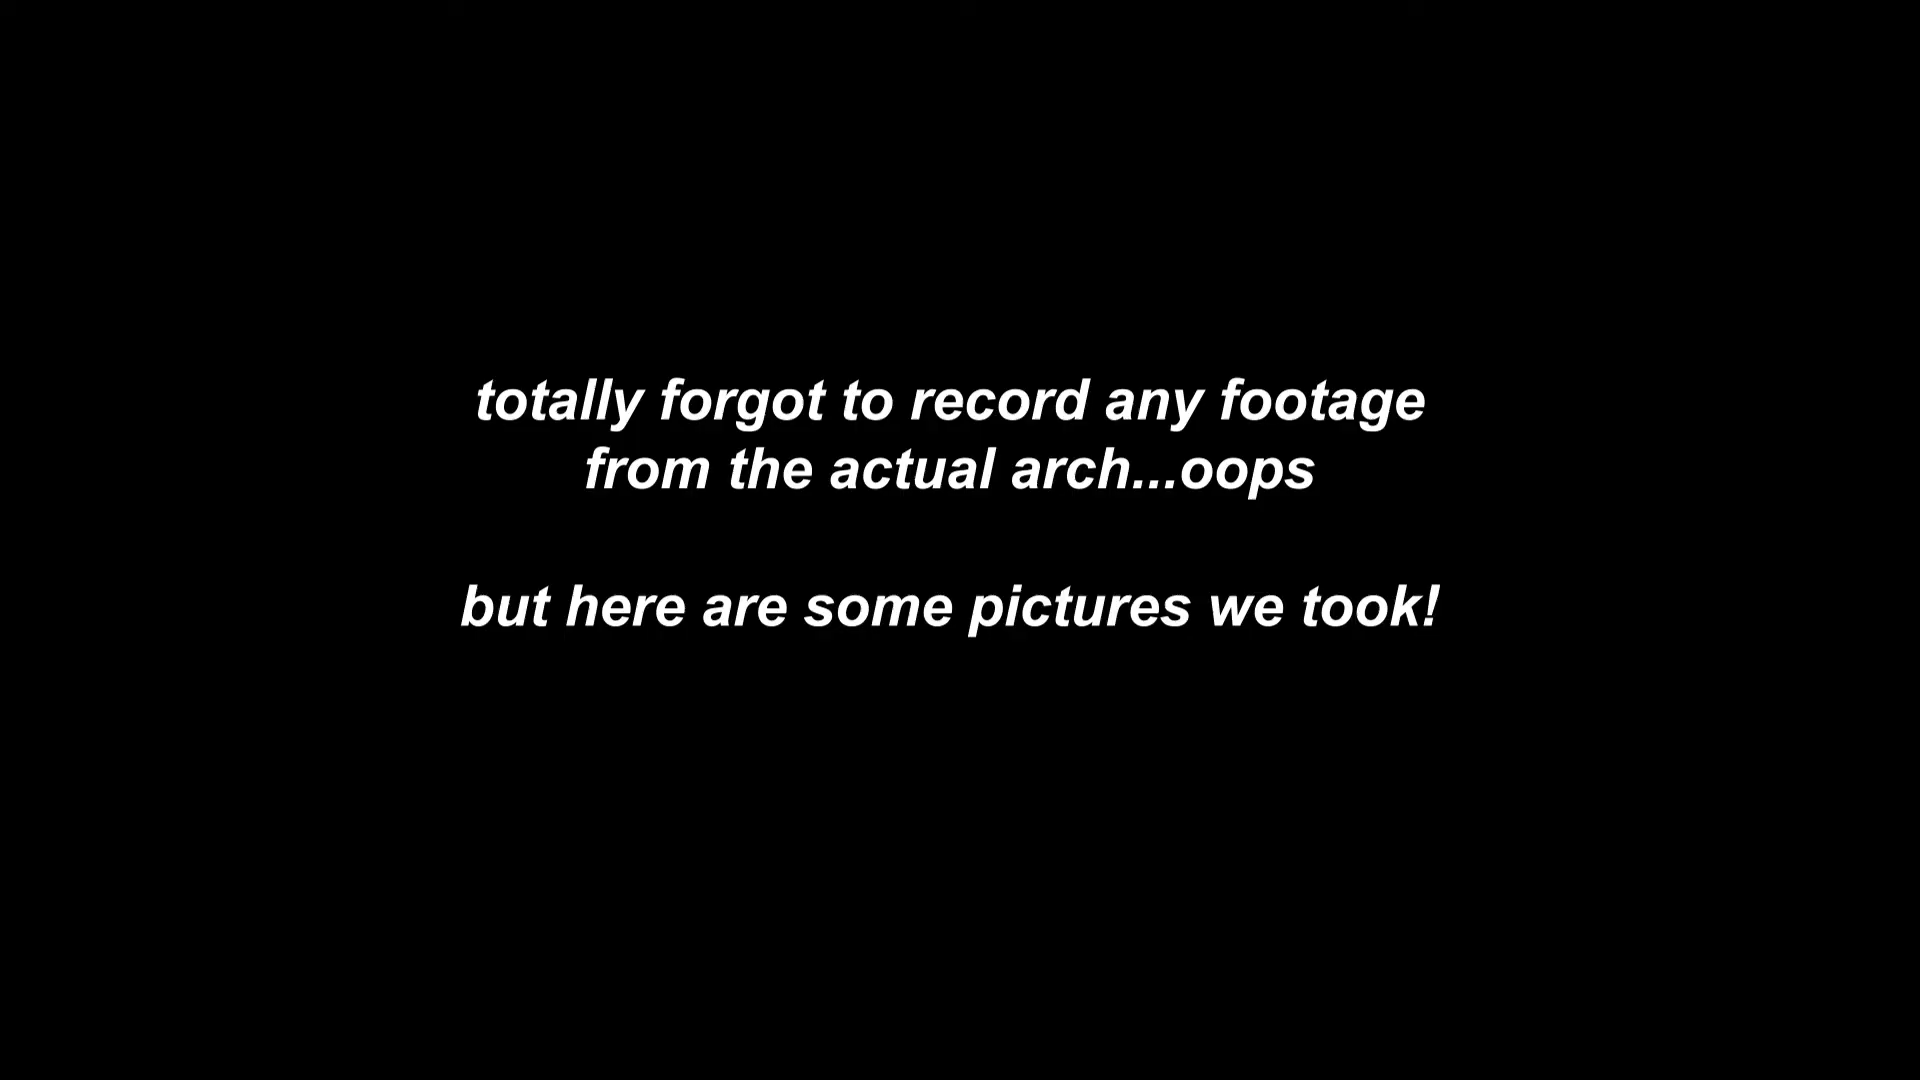 totally forgot to record any footage
from the actual arch...oops
but here are some pictures we took!